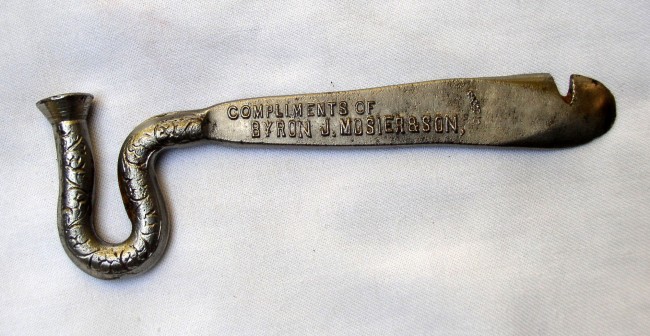 COMPLIMENTS OF
BYRON J. MOSIER & SON,